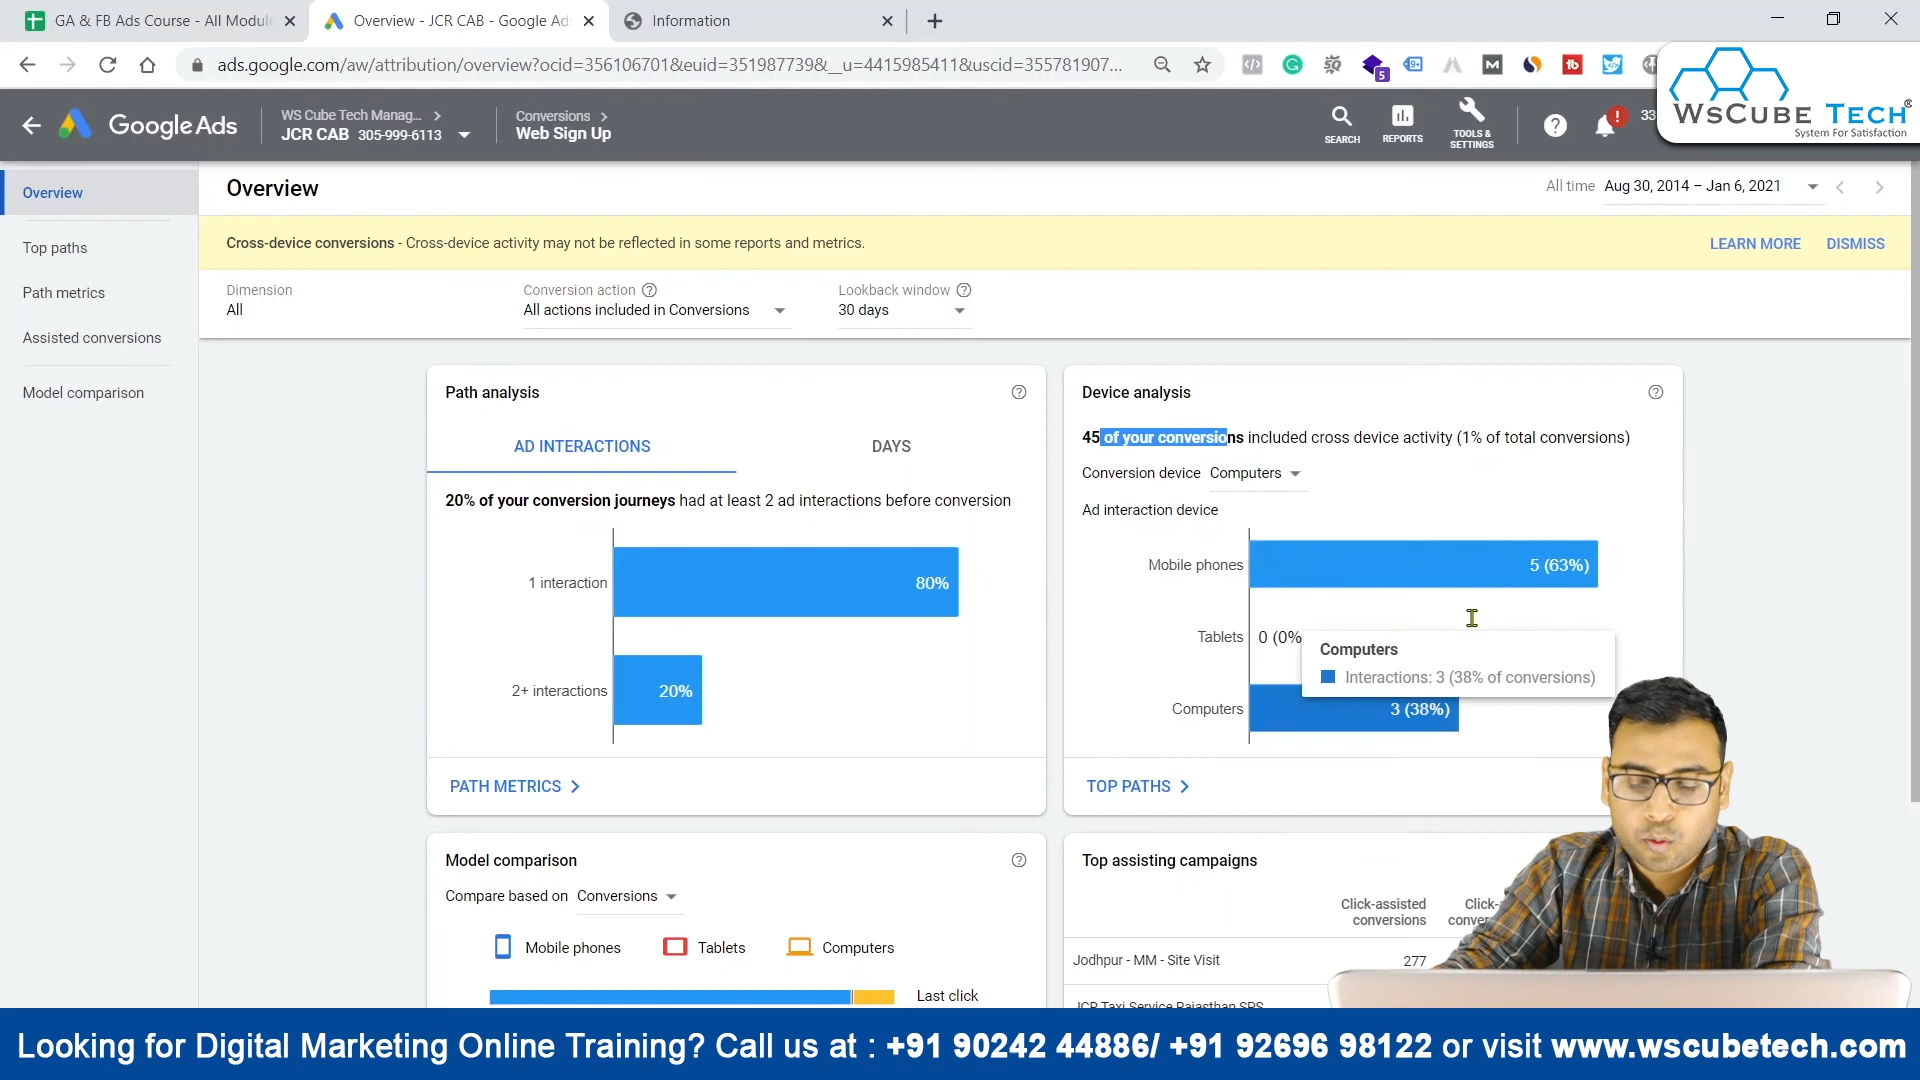 GA & FB Ads Course - All Module
Overview - JCR CAB - Google Ads
Information
ads.google.com/aw/attribution/overview?ocid=356106701&euid=351987739&__u=4415985411&uscid=355781907...
5
WsCube Tech®
System For Satisfaction
Google Ads
WS Cube Tech Manag...
JCR CAB 305-999-6113
Conversions
Web Sign Up
SEARCH
REPORTS
TOOLS &
SETTINGS
!
Overview
Top paths
Path metrics
Assisted conversions
Model comparison
Overview
All time Aug 30, 2014 – Jan 6, 2021
Cross-device conversions - Cross-device activity may not be reflected in some reports and metrics.
LEARN MORE DISMISS
Dimension
All
Conversion action
All actions included in Conversions
Lookback window
30 days
Path analysis
AD INTERACTIONS DAYS
20% of your conversion journeys had at least 2 ad interactions before conversion
1 interaction 80%
2+ interactions 20%
PATH METRICS
Device analysis
45 of your conversions included cross device activity (1% of total conversions)
Conversion device Computers
Ad interaction device
Mobile phones 5 (63%)
Tablets 0 (0%
Computers
Interactions: 3 (38% of conversions)
Computers 3 (38%)
TOP PATHS
Model comparison
Compare based on Conversions
Mobile phones Tablets Computers
Last click
Top assisting campaigns
Click-assisted
conversions
Jodhpur - MM - Site Visit 277
JCR Taxi Service Rajasthan SRS
Looking for Digital Marketing Online Training? Call us at : +91 90242 44886/ +91 92696 98122 or visit www.wscubetech.com